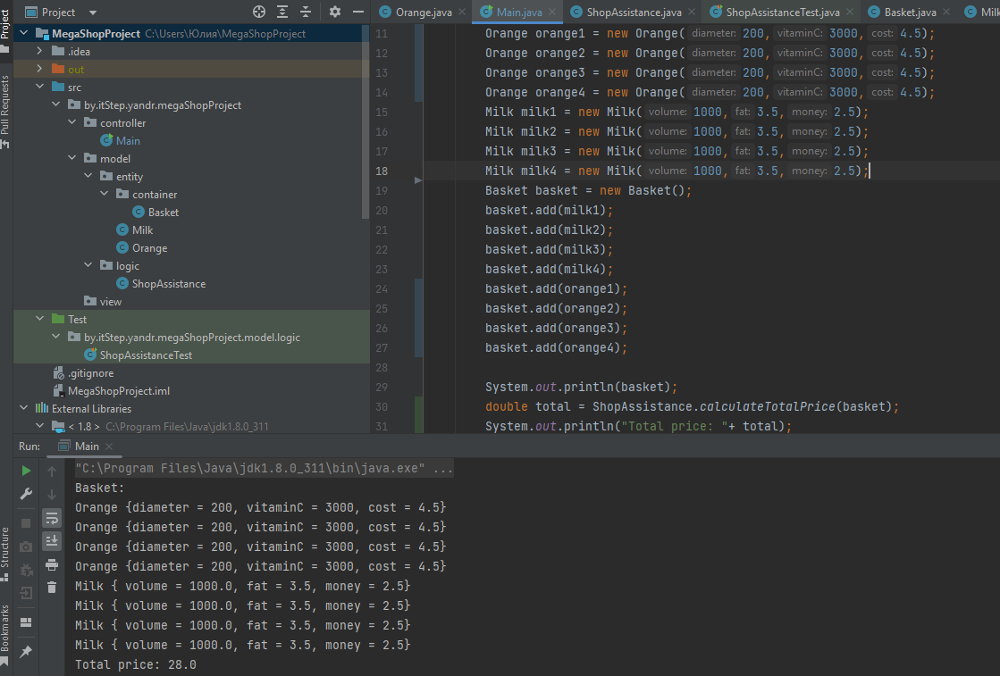 Project
Orange.java
Main.java
ShopAssistance.java
ShopAssistanceTest.java
Basket.java
Milk
Project
Pull Requests
Structure
Bookmarks
MegaShopProject C:\Users\Юлия\MegaShopProject
.idea
out
src
by.itStep.yandr.megaShopProject
controller
Main
model
entity
container
Basket
Milk
Orange
logic
ShopAssistance
view
Test
by.itStep.yandr.megaShopProject.model.logic
ShopAssistanceTest
.gitignore
MegaShopProject.iml
External Libraries
< 1.8 > C:\Program Files\Java\jdk1.8.0_311
11 Orange orange1 = new Orange( diameter: 200, vitaminC: 3000, cost: 4.5);
12 Orange orange2 = new Orange( diameter: 200, vitaminC: 3000, cost: 4.5);
13 Orange orange3 = new Orange( diameter: 200, vitaminC: 3000, cost: 4.5);
14 Orange orange4 = new Orange( diameter: 200, vitaminC: 3000, cost: 4.5);
15 Milk milk1 = new Milk( volume: 1000, fat: 3.5, money: 2.5);
16 Milk milk2 = new Milk( volume: 1000, fat: 3.5, money: 2.5);
17 Milk milk3 = new Milk( volume: 1000, fat: 3.5, money: 2.5);
18 Milk milk4 = new Milk( volume: 1000, fat: 3.5, money: 2.5);
19 Basket basket = new Basket();
20 basket.add(milk1);
21 basket.add(milk2);
22 basket.add(milk3);
23 basket.add(milk4);
24 basket.add(orange1);
25 basket.add(orange2);
26 basket.add(orange3);
27 basket.add(orange4);
28
29 System.out.println(basket);
30 double total = ShopAssistance.calculateTotalPrice(basket);
31 System.out.println("Total price: "+ total);
Run: Main
"C:\Program Files\Java\jdk1.8.0_311\bin\java.exe" ...
Basket:
Orange {diameter = 200, vitaminC = 3000, cost = 4.5}
Orange {diameter = 200, vitaminC = 3000, cost = 4.5}
Orange {diameter = 200, vitaminC = 3000, cost = 4.5}
Orange {diameter = 200, vitaminC = 3000, cost = 4.5}
Milk { volume = 1000.0, fat = 3.5, money = 2.5}
Milk { volume = 1000.0, fat = 3.5, money = 2.5}
Milk { volume = 1000.0, fat = 3.5, money = 2.5}
Milk { volume = 1000.0, fat = 3.5, money = 2.5}
Total price: 28.0